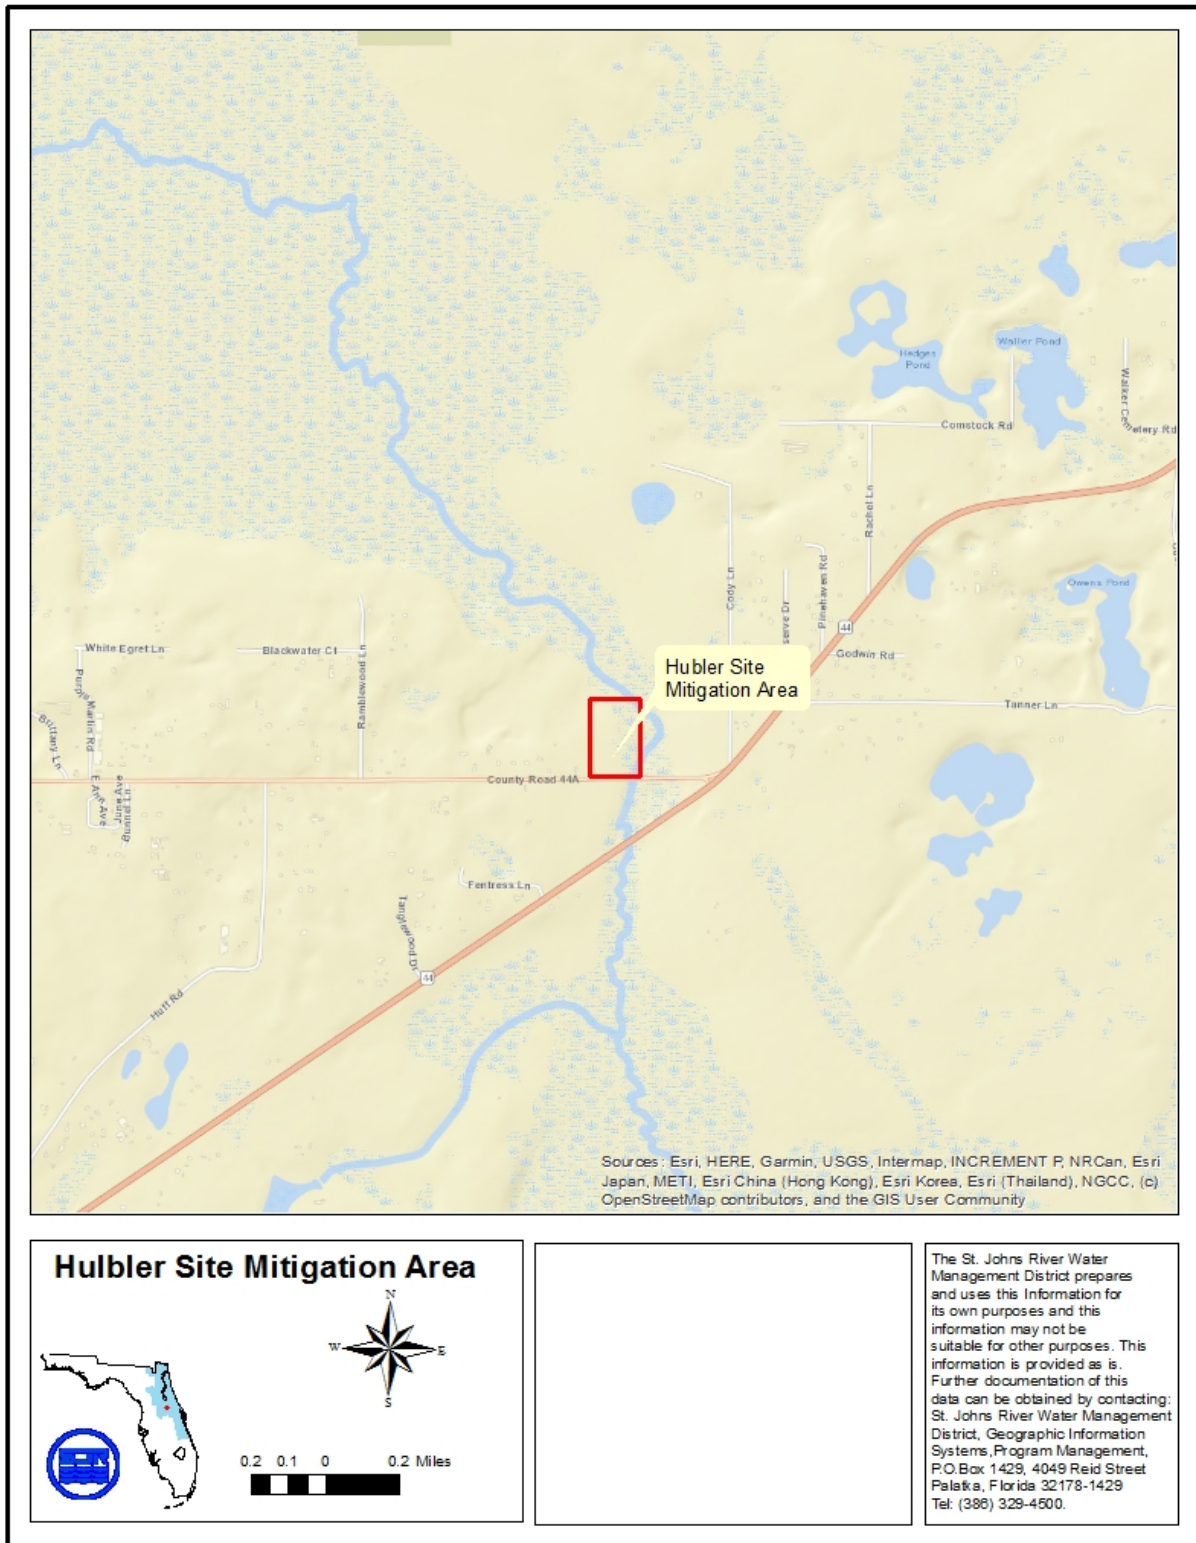 Wallier Pond
Hedges
Pond
Walker Cemetery Rd
Comstock Rd
Rachel Ln
Cody Ln
Pinehaven Rd
serve Dr
Owens Pond
44
Godwin Rd
White Egret Ln
Blackwater Ct
Ramblewood Ln
Purple Martin Rd
Brittany Ln
Hubler Site
Mitigation Area
Tanner Ln
County Road 44A
E Ann Ave
June Ave
Bunnel Ln
Fentress Ln
Tanglewood Dr
44
Huff Rd
Sources: Esri, HERE, Garmin, USGS, Intermap, INCREMENT P, NRCan, Esri
Japan, METI, Esri China (Hong Kong), Esri Korea, Esri (Thailand), NGCC, (c)
OpenStreetMap contributors, and the GIS User Community
Hulbler Site Mitigation Area
N
W
E
S
0.2 0.1 0 0.2 Miles
The St. Johns River Water
Management District prepares
and uses this Information for
its own purposes and this
information may not be
suitable for other purposes. This
information is provided as is.
Further documentation of this
data can be obtained by contacting:
St. Johns River Water Management
District, Geographic Information
Systems,Program Management,
P.O.Box 1429, 4049 Reid Street
Palatka, Florida 32178-1429
Tel: (386) 329-4500.